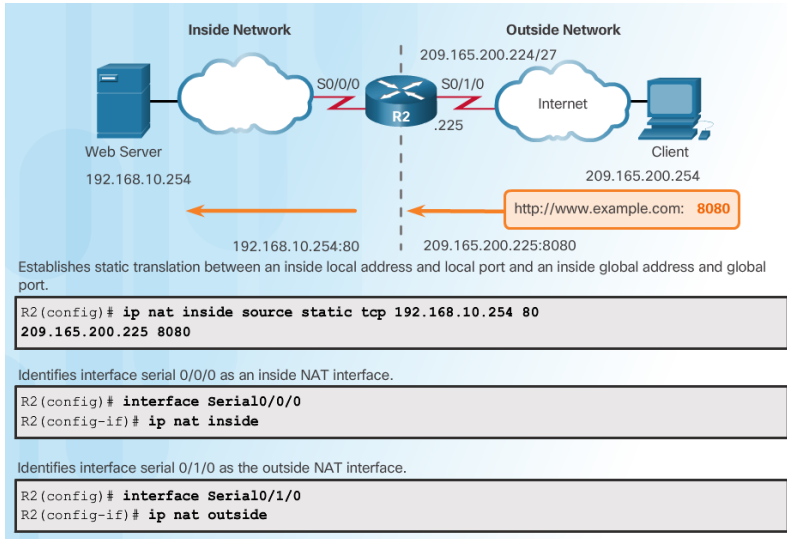 Inside Network
Outside Network
209.165.200.224/27
S0/0/0
S0/1/0
Internet
R2
.225
Web Server
Client
192.168.10.254
209.165.200.254
http://www.example.com: 8080
192.168.10.254:80
209.165.200.225:8080
Establishes static translation between an inside local address and local port and an inside global address and global
port.
R2(config)# ip nat inside source static tcp 192.168.10.254 80
209.165.200.225 8080
Identifies interface serial 0/0/0 as an inside NAT interface.
R2(config)# interface Serial0/0/0
R2(config-if)# ip nat inside
Identifies interface serial 0/1/0 as the outside NAT interface.
R2(config)# interface Serial0/1/0
R2(config-if)# ip nat outside